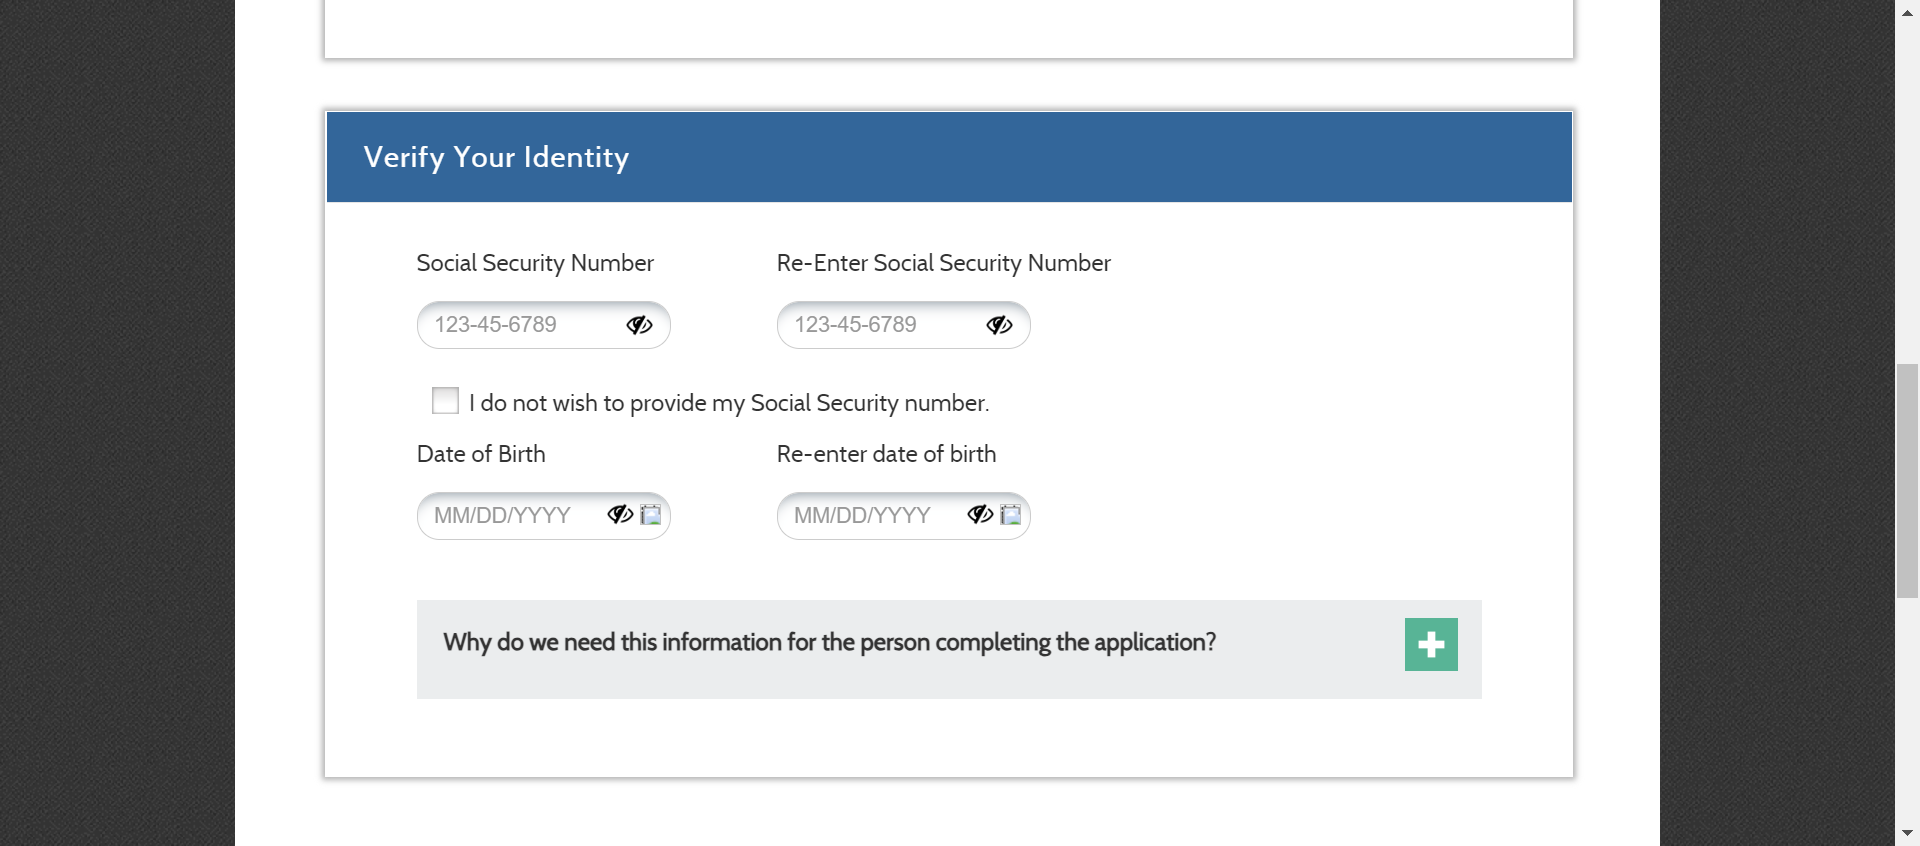 Verify Your Identity
Social Security Number Re-Enter Social Security Number
123-45-6789 123-45-6789
I do not wish to provide my Social Security number.
Date of Birth Re-enter date of birth
MM/DD/YYYY MM/DD/YYYY
Why do we need this information for the person completing the application?